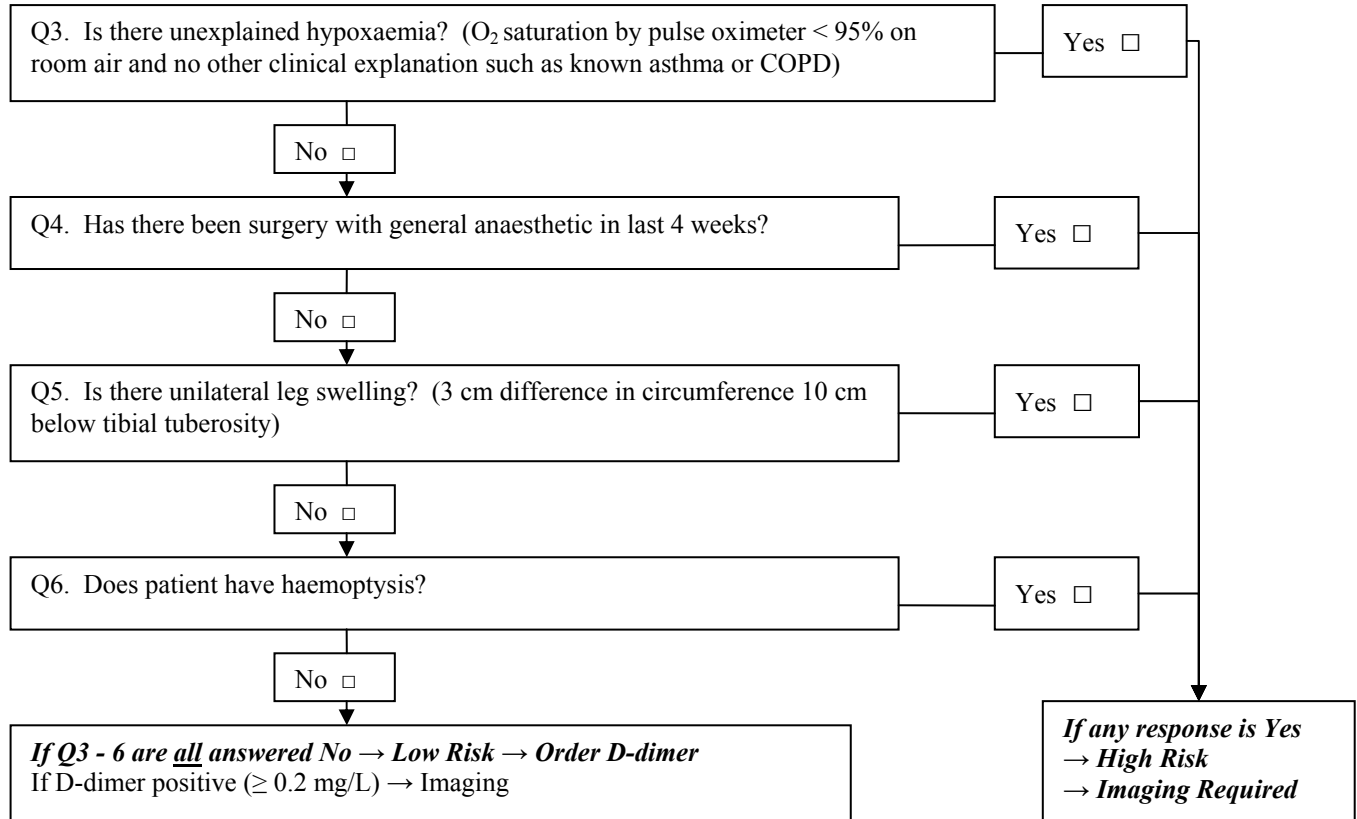 Q3. Is there unexplained hypoxaemia? (O₂ saturation by pulse oximeter < 95% on
room air and no other clinical explanation such as known asthma or COPD)
Yes □
No □
Q4. Has there been surgery with general anaesthetic in last 4 weeks?
Yes □
No □
Q5. Is there unilateral leg swelling? (3 cm difference in circumference 10 cm
below tibial tuberosity)
Yes □
No □
Q6. Does patient have haemoptysis?
Yes □
No □
If Q3 - 6 are all answered No → Low Risk → Order D-dimer
If D-dimer positive (≥ 0.2 mg/L) → Imaging
If any response is Yes
→ High Risk
→ Imaging Required